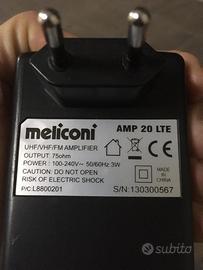 meliconi AMP 20 LTE
UHF/VHF/FM AMPLIFIER
OUTPUT 75ohm
POWER : 100-240V~ 50/60Hz 3W
CAUTION: DO NOT OPEN
RISK OF ELECTRIC SHOCK
P/C L8800201
MADE IN
CHINA
S/N:130300567
subito